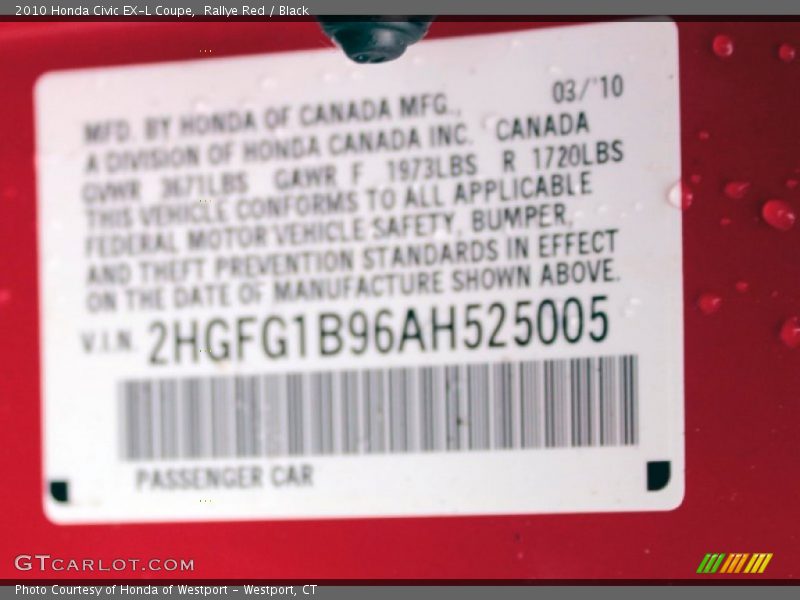 2010 Honda Civic EX-L Coupe, Rallye Red / Black
03/'10
MFD. BY HONDA OF CANADA MFG.,
A DIVISION OF HONDA CANADA INC. CANADA
GVWR 3671LBS GAWR F 1973LBS R 1720LBS
THIS VEHICLE CONFORMS TO ALL APPLICABLE
FEDERAL MOTOR VEHICLE SAFETY, BUMPER,
AND THEFT PREVENTION STANDARDS IN EFFECT
ON THE DATE OF MANUFACTURE SHOWN ABOVE.
V.I.N. 2HGFG1B96AH525005
PASSENGER CAR
GTCARLOT.COM
Photo Courtesy of Honda of Westport - Westport, CT